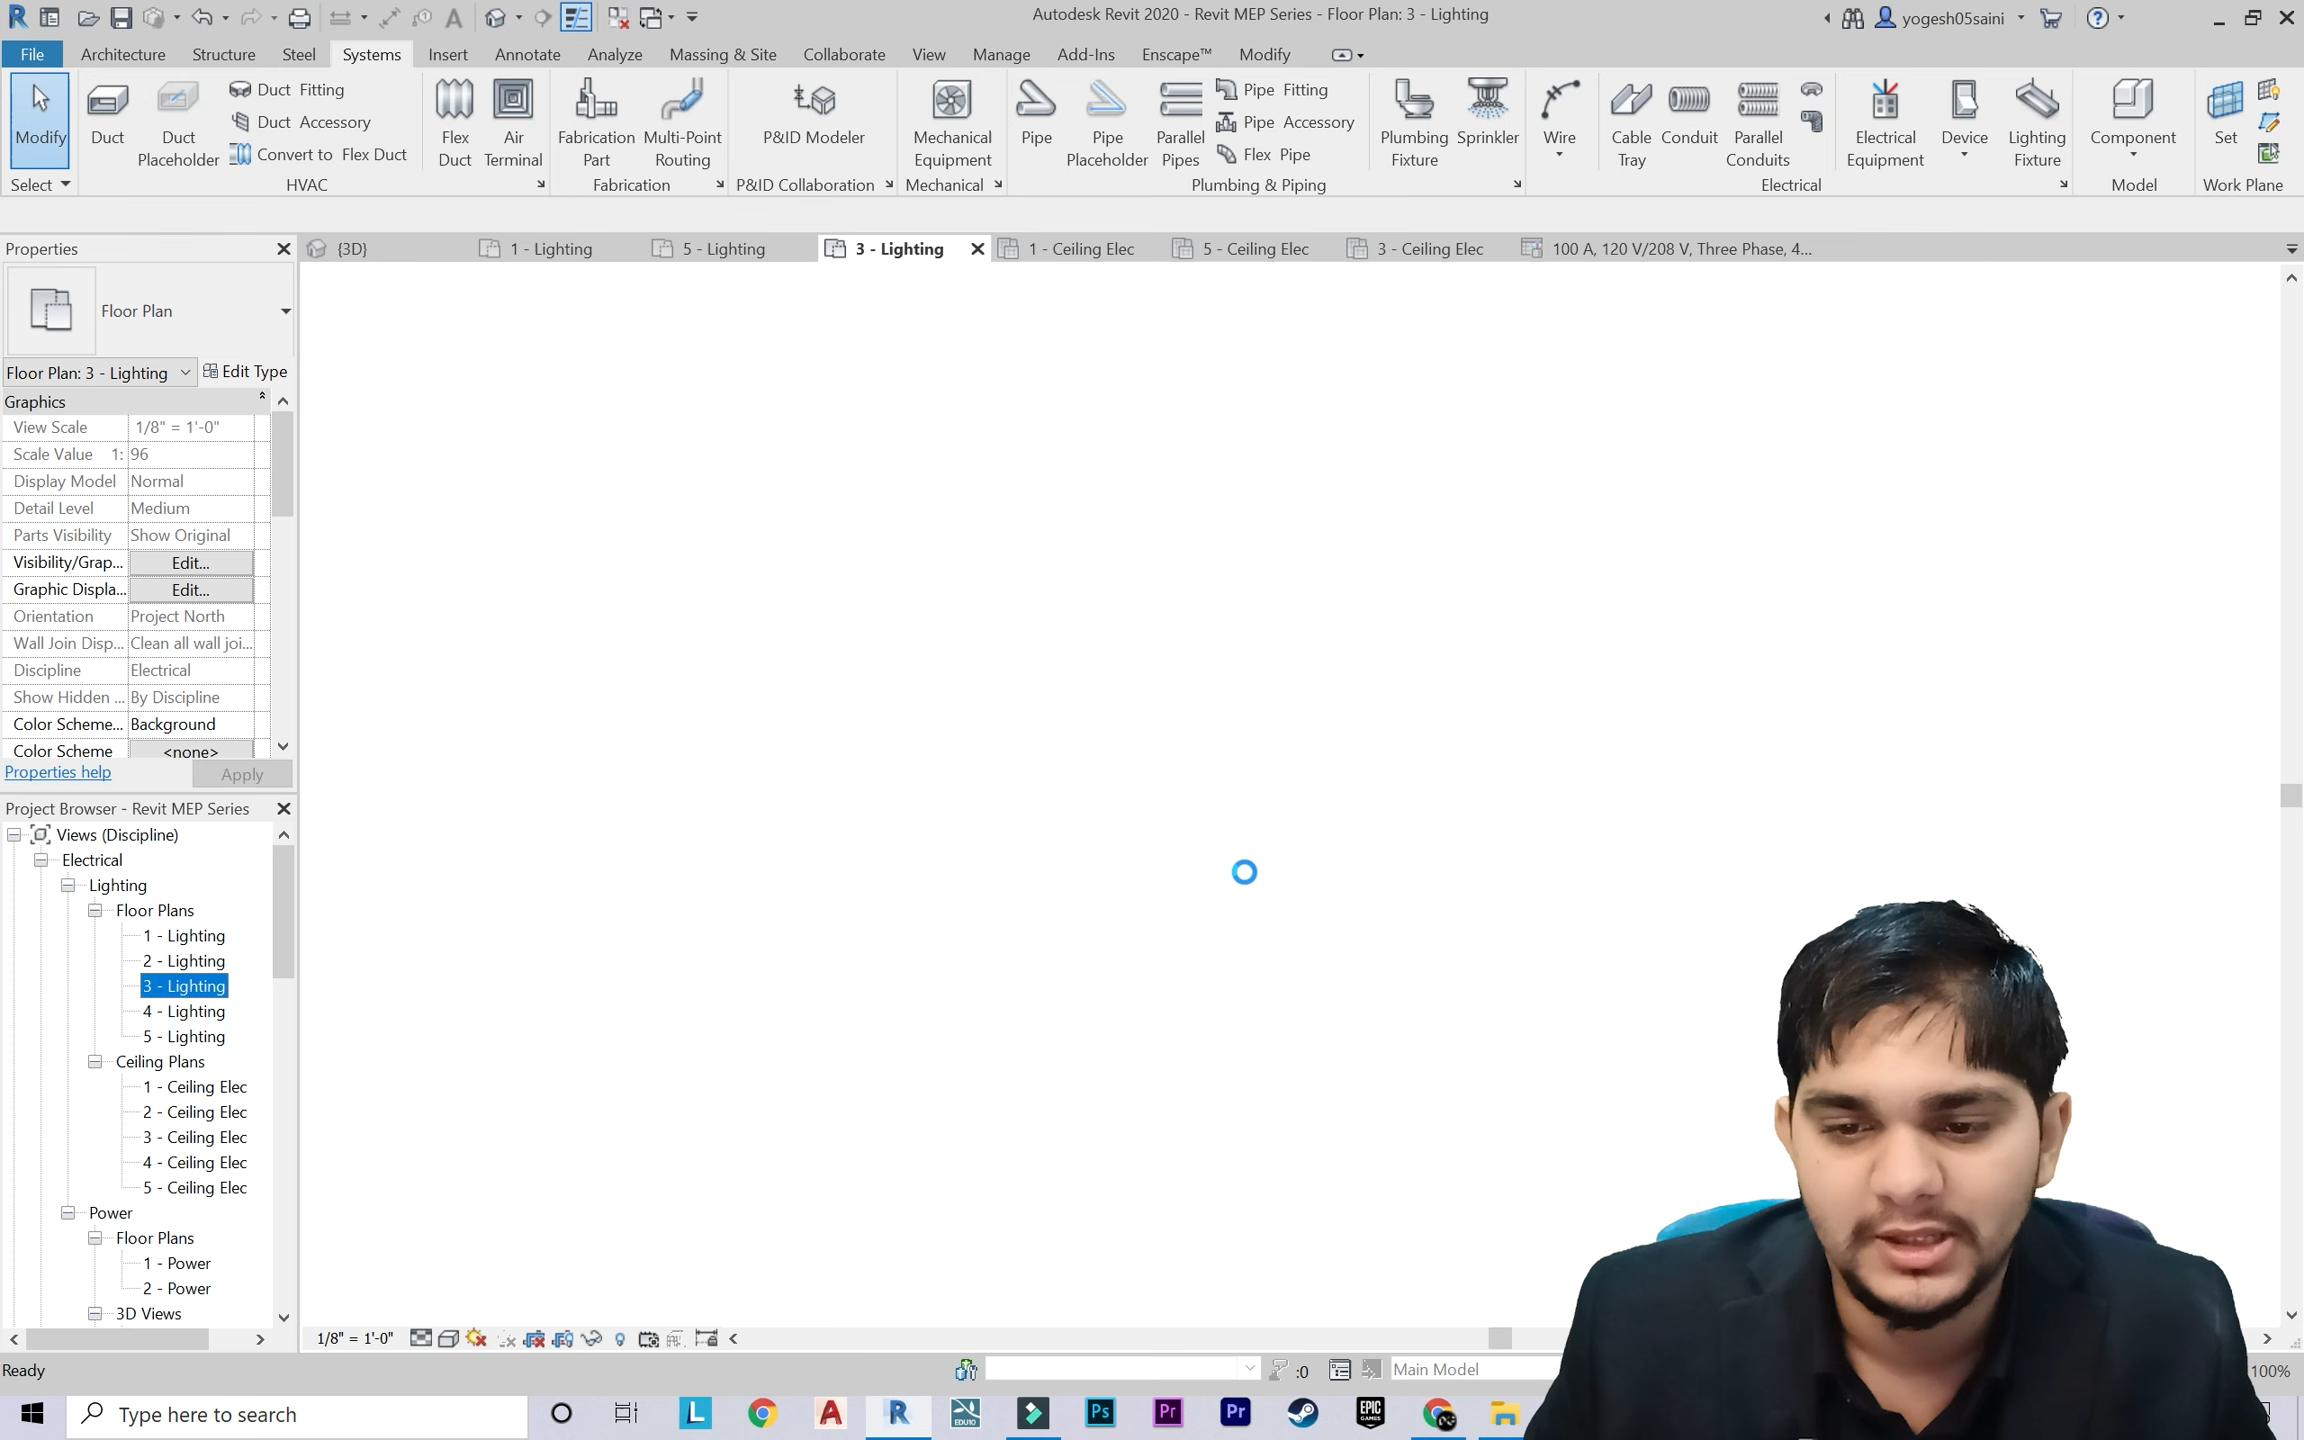 Autodesk Revit 2020 - Revit MEP Series - Floor Plan: 3 - Lighting
yogesh05saini
File Architecture Structure Steel Systems Insert Annotate Analyze Massing & Site Collaborate View Manage Add-Ins Enscape™ Modify
Modify
Select
Duct
Duct Placeholder
Duct Fitting
Duct Accessory
Convert to Flex Duct
Flex Duct
Air Terminal
HVAC
Fabrication Part
Multi-Point Routing
Fabrication
P&ID Modeler
P&ID Collaboration
Mechanical Equipment
Mechanical
Pipe
Pipe Placeholder
Parallel Pipes
Pipe Fitting
Pipe Accessory
Flex Pipe
Plumbing Fixture
Sprinkler
Plumbing & Piping
Wire
Cable Tray
Conduit
Parallel Conduits
Electrical Equipment
Device
Lighting Fixture
Electrical
Component
Model
Set
Work Plane
Properties
{3D}
1 - Lighting
5 - Lighting
3 - Lighting
1 - Ceiling Elec
5 - Ceiling Elec
3 - Ceiling Elec
100 A, 120 V/208 V, Three Phase, 4...
Floor Plan
Floor Plan: 3 - Lighting
Edit Type
Graphics
View Scale 1/8" = 1'-0"
Scale Value 1: 96
Display Model Normal
Detail Level Medium
Parts Visibility Show Original
Visibility/Grap... Edit...
Graphic Displa... Edit...
Orientation Project North
Wall Join Disp... Clean all wall joi...
Discipline Electrical
Show Hidden ... By Discipline
Color Scheme... Background
Color Scheme <none>
Properties help
Apply
Project Browser - Revit MEP Series
Views (Discipline)
Electrical
Lighting
Floor Plans
1 - Lighting
2 - Lighting
3 - Lighting
4 - Lighting
5 - Lighting
Ceiling Plans
1 - Ceiling Elec
2 - Ceiling Elec
3 - Ceiling Elec
4 - Ceiling Elec
5 - Ceiling Elec
Power
Floor Plans
1 - Power
2 - Power
3D Views
1/8" = 1'-0"
Ready
:0
Main Model
100%
Type here to search
L
A
R
EDU10
Ps
Pr
Pr
EPIC GAMES